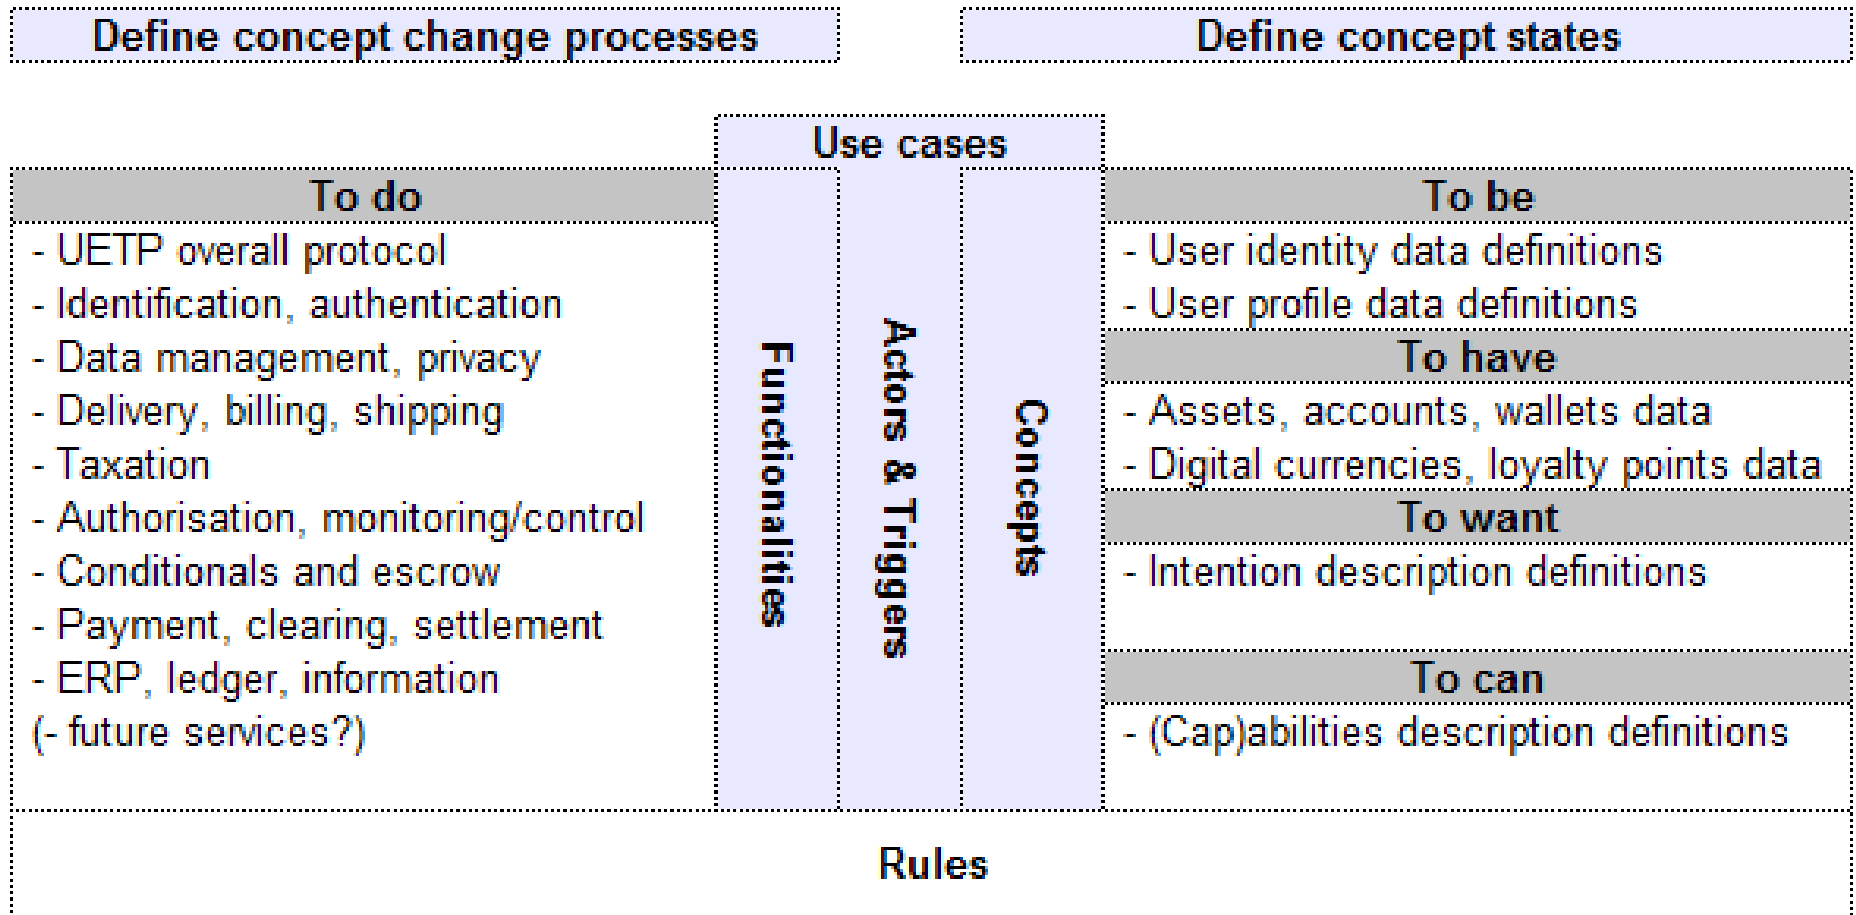 Define concept change processes
Define concept states
Use cases
To do
- UETP overall protocol
- Identification, authentication
- Data management, privacy
- Delivery, billing, shipping
- Taxation
- Authorisation, monitoring/control
- Conditionals and escrow
- Payment, clearing, settlement
- ERP, ledger, information
(- future services?)
Functionalities
Actors & Triggers
Concepts
To be
- User identity data definitions
- User profile data definitions
To have
- Assets, accounts, wallets data
- Digital currencies, loyalty points data
To want
- Intention description definitions
To can
- (Cap)abilities description definitions
Rules